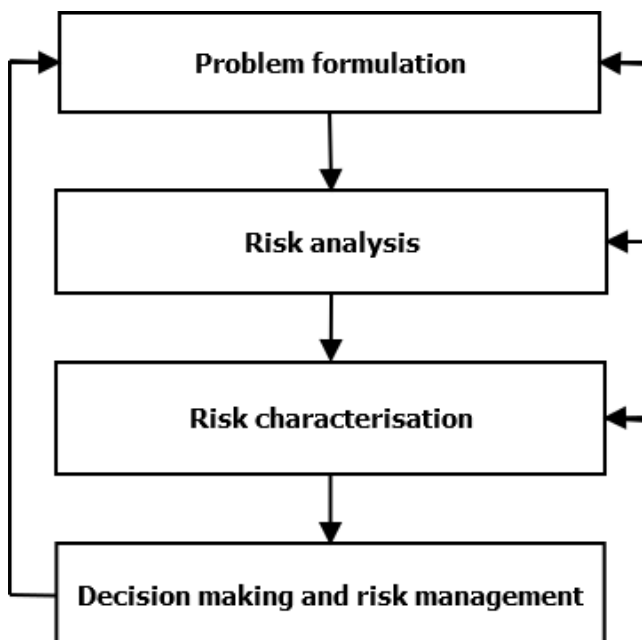 Problem formulation
Risk analysis
Risk characterisation
Decision making and risk management